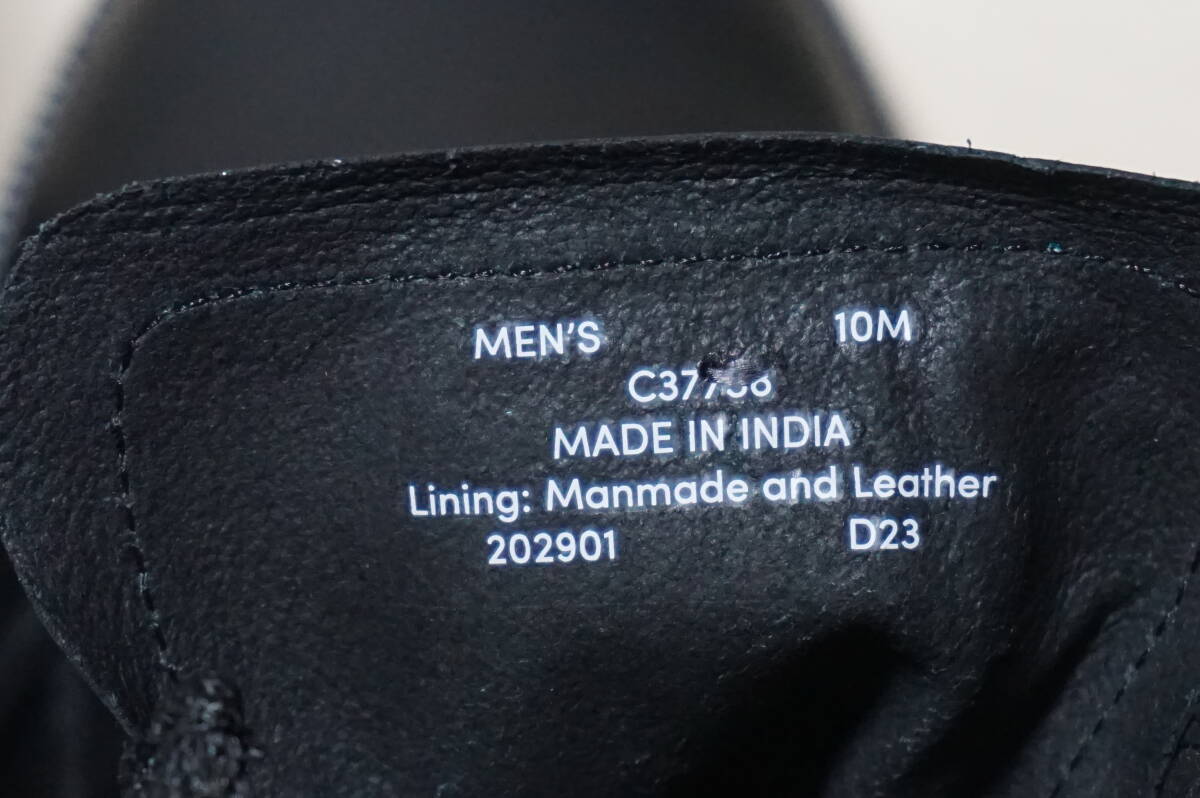 MEN'S 10M
MADE IN INDIA
Lining: Manmade and Leather
202901 D23